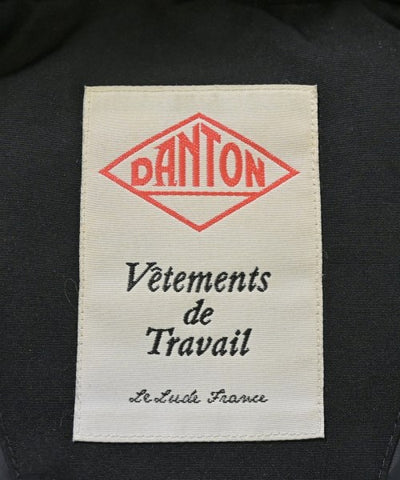 DANTON
Vêtements
de
Travail
Le Lude France